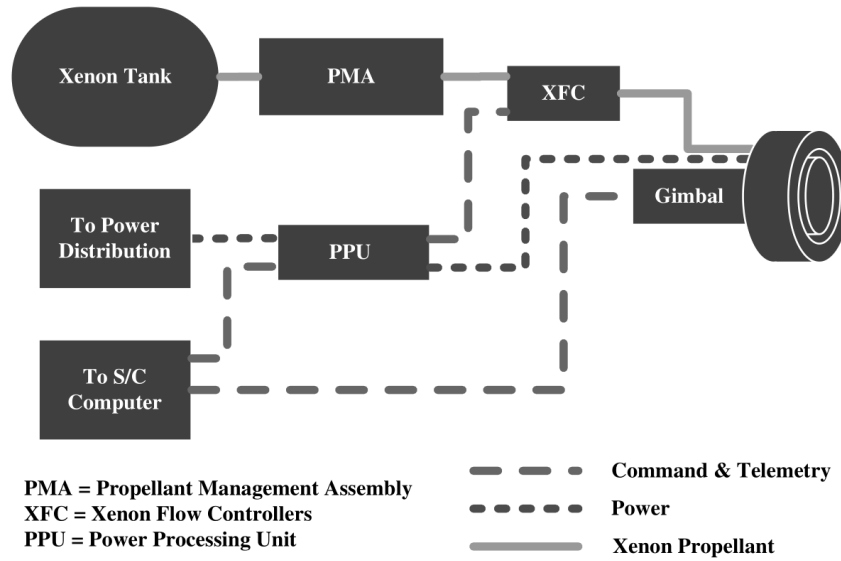 Xenon Tank
PMA
XFC
Gimbal
To Power
Distribution
PPU
To S/C
Computer
PMA = Propellant Management Assembly
XFC = Xenon Flow Controllers
PPU = Power Processing Unit
Command & Telemetry
Power
Xenon Propellant